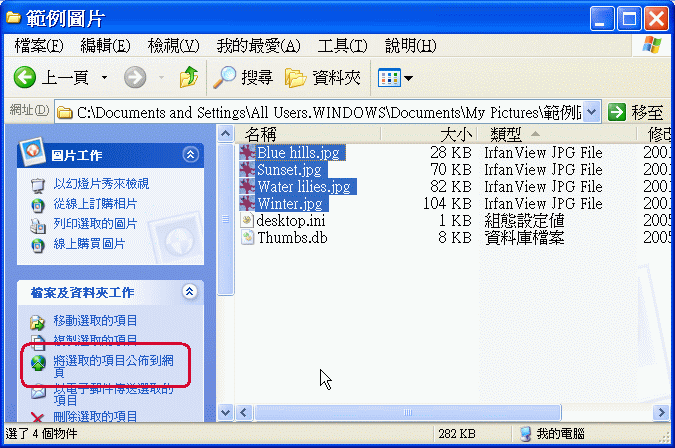 範例圖片
檔案(F) 編輯(E) 檢視(V) 我的最愛(A) 工具(T) 說明(H)
上一頁 搜尋 資料夾
網址(D) C:\Documents and Settings\All Users.WINDOWS\Documents\My Pictures\範例 移至
圖片工作
以幻燈片秀來檢視
從線上訂購相片
列印選取的圖片
線上購買圖片
檔案及資料夾工作
移動選取的項目
複製選取的項目
將選取的項目公佈到網
頁
以電子郵件傳送選取的
項目
刪除選取的項目
名稱 大小 類型 修改
Blue hills.jpg 28 KB IrfanView JPG File 2001
Sunset.jpg 70 KB IrfanView JPG File 2001
Water lilies.jpg 82 KB IrfanView JPG File 2001
Winter.jpg 104 KB IrfanView JPG File 2001
desktop.ini 1 KB 組態設定值 2005
Thumbs.db 8 KB 資料庫檔案 2005
選了 4 個物件 282 KB 我的電腦